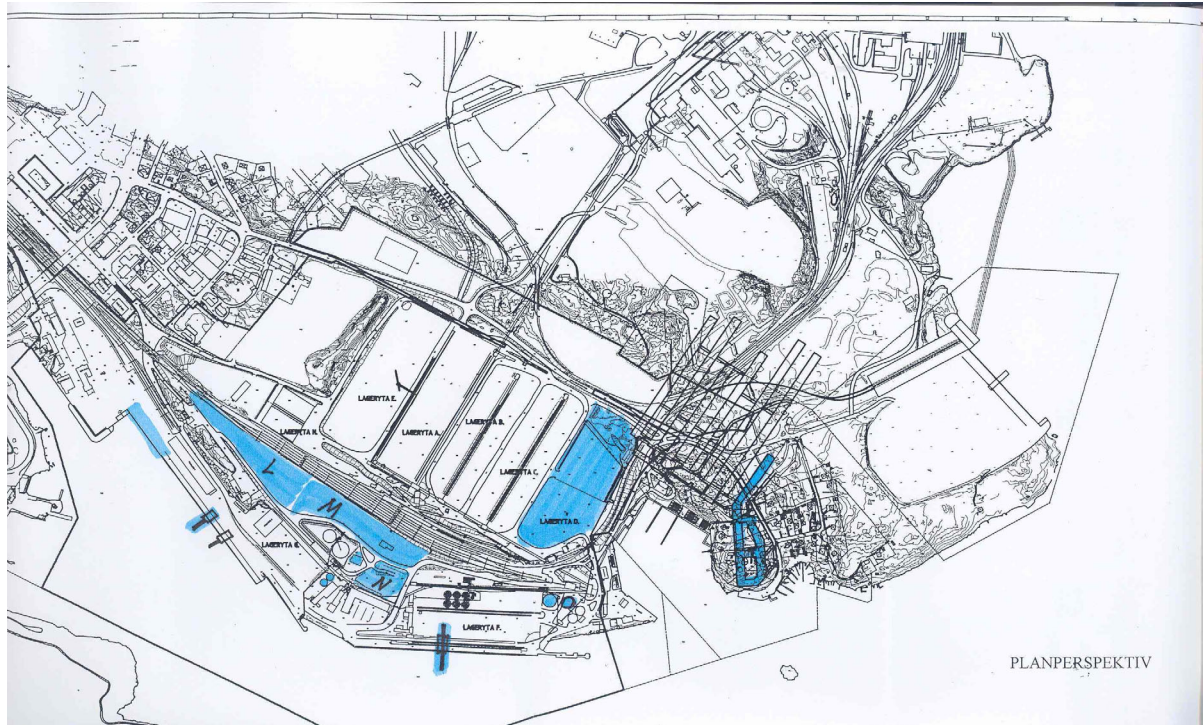 LAGERYTA E.
LAGERYTA H.
LAGERYTA A.
LAGERYTA B.
LAGERYTA C.
LAGERYTA D.
L
M
N
LAGERYTA G.
LAGERYTA F.
PLANPERSPEKTIV